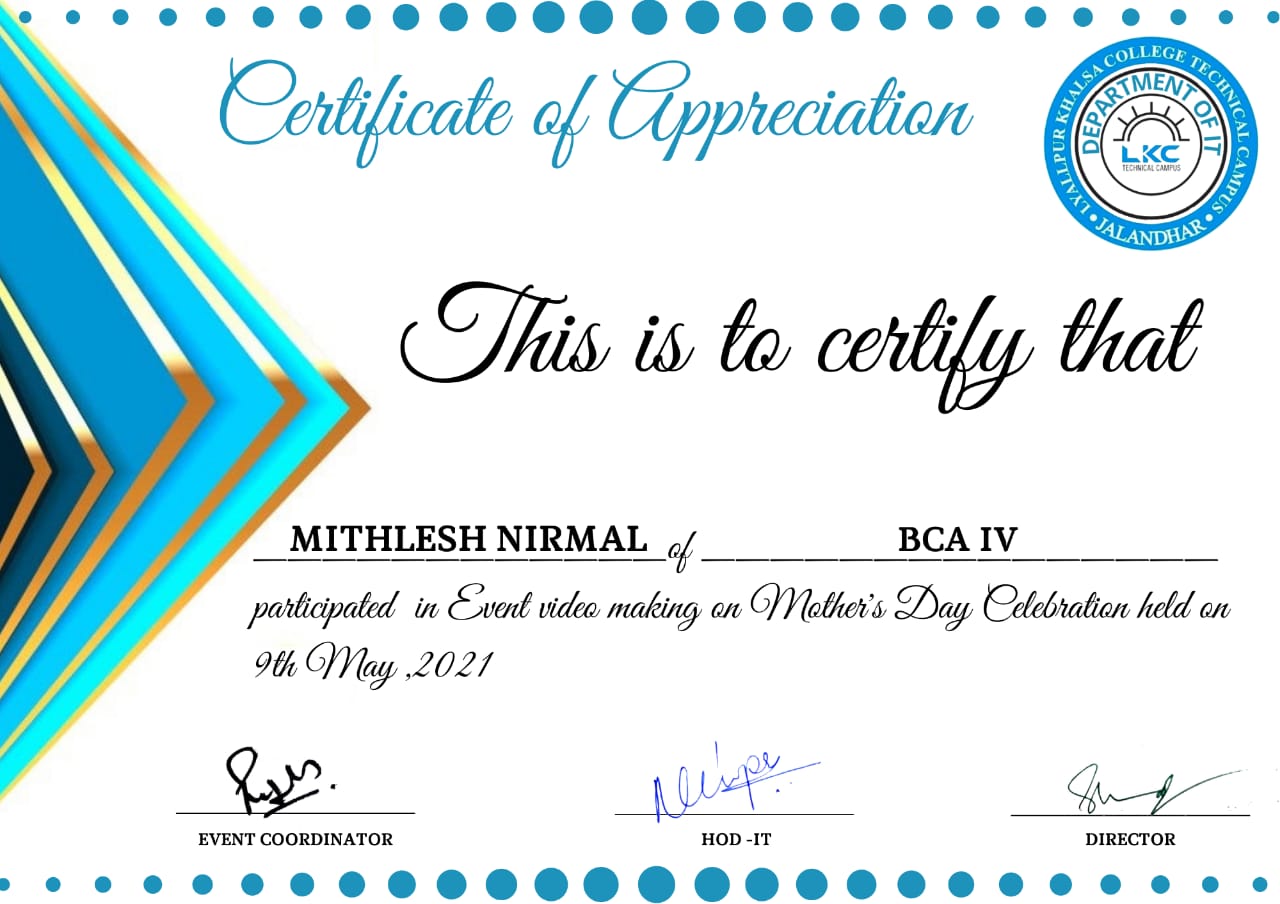 Certificate of Appreciation
LYALLPUR KHALSA COLLEGE TECHNICAL CAMPUS
• JALANDHAR •
DEPARTMENT OF IT
LKC
TECHNICAL CAMPUS
This is to certify that
MITHLESH NIRMAL of BCA IV
participated in Event video making on Mother's Day Celebration held on
9th May ,2021
EVENT COORDINATOR
HOD -IT
DIRECTOR